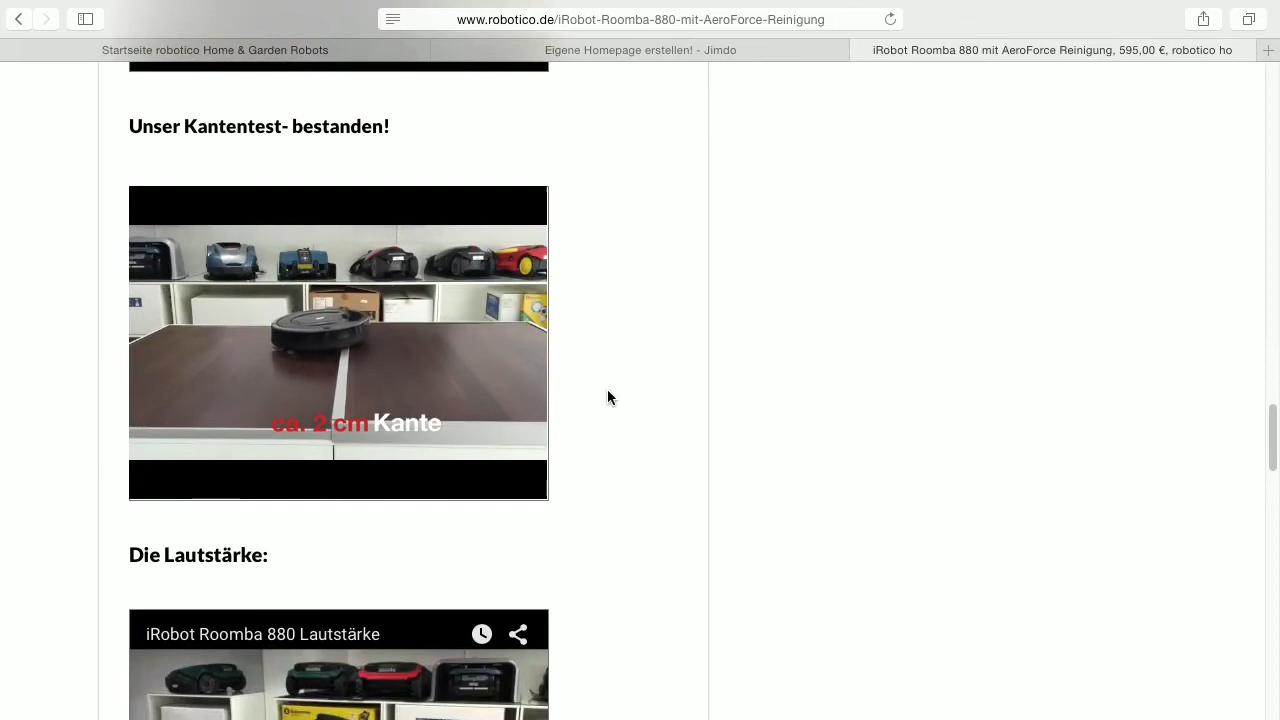 www.robotico.de/iRobot-Roomba-880-mit-AeroForce-Reinigung
Startseite robotico Home & Garden Robots
Eigene Homepage erstellen! - Jimdo
iRobot Roomba 880 mit AeroForce Reinigung, 595,00 €, robotico ho
Unser Kantentest- bestanden!
ca. 2 cm Kante
Die Lautstärke:
iRobot Roomba 880 Lautstärke